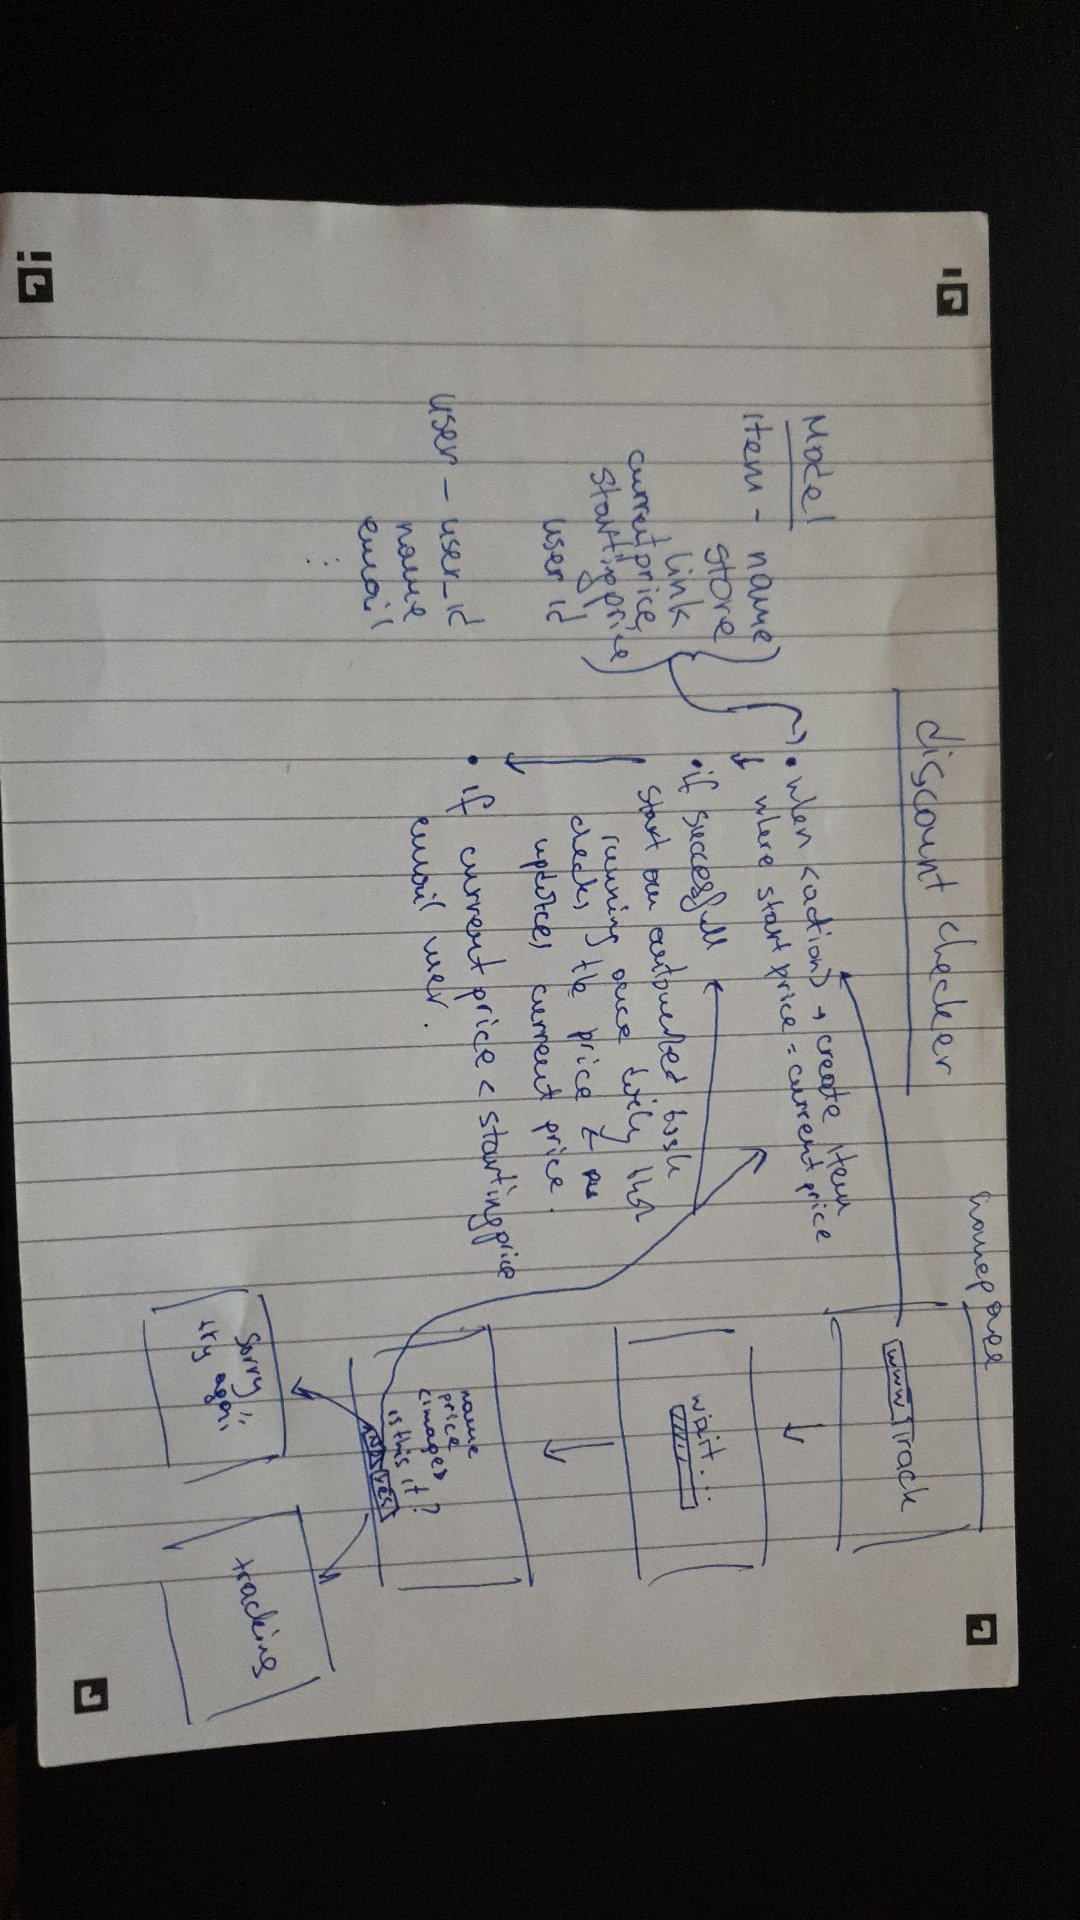 discount checker
Model
Item - name
store
link
current price,
starting price
user id
user - user_id
name
email
:
• when <action> → create item
where start price = current price
• if successfull
start an automated task
running once daily that
checks the price &
updates current price.
• if current price < starting price
email user.
homepage
www Track
wait...
name
price
<image>
is this it?
NO yes
Sorry,
try again
tracking